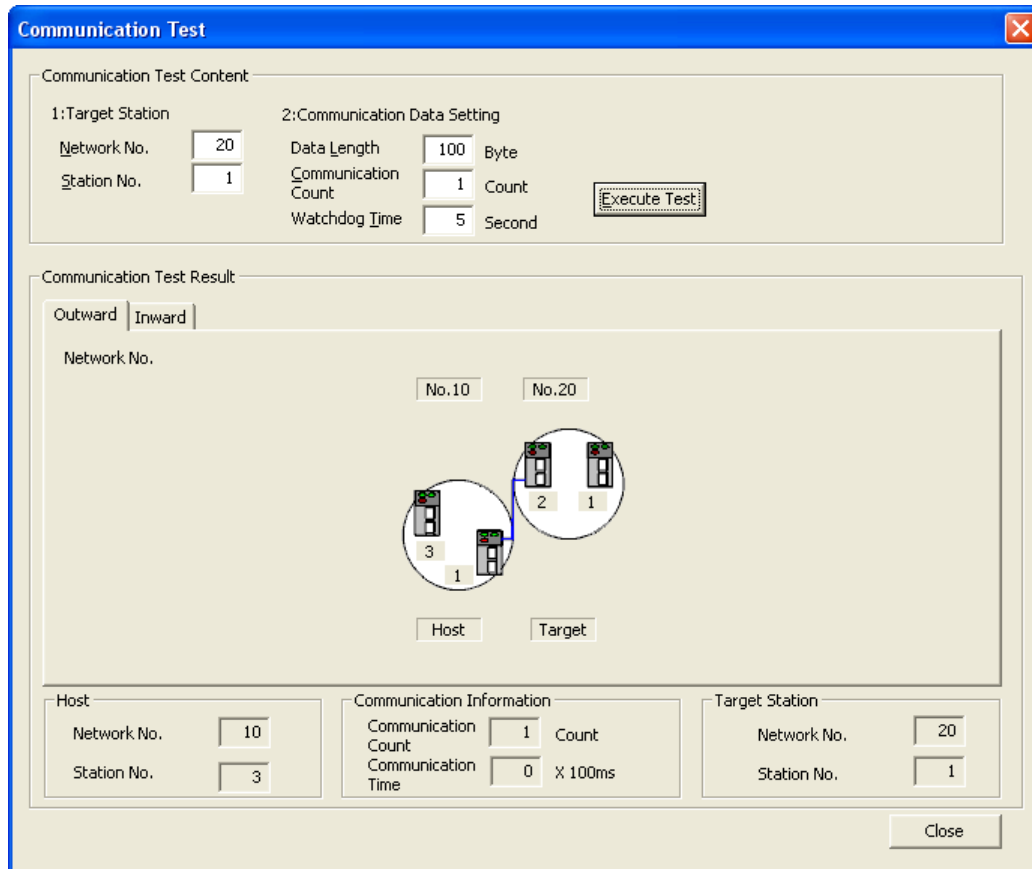 Communication Test
Communication Test Content
1:Target Station
Network No. 20
Station No. 1
2:Communication Data Setting
Data Length 100 Byte
Communication
Count 1 Count
Watchdog Time 5 Second
Execute Test
Communication Test Result
Outward Inward
Network No.
No.10 No.20
2 1
3
1
Host Target
Host
Network No. 10
Station No. 3
Communication Information
Communication
Count 1 Count
Communication
Time 0 X 100ms
Target Station
Network No. 20
Station No. 1
Close